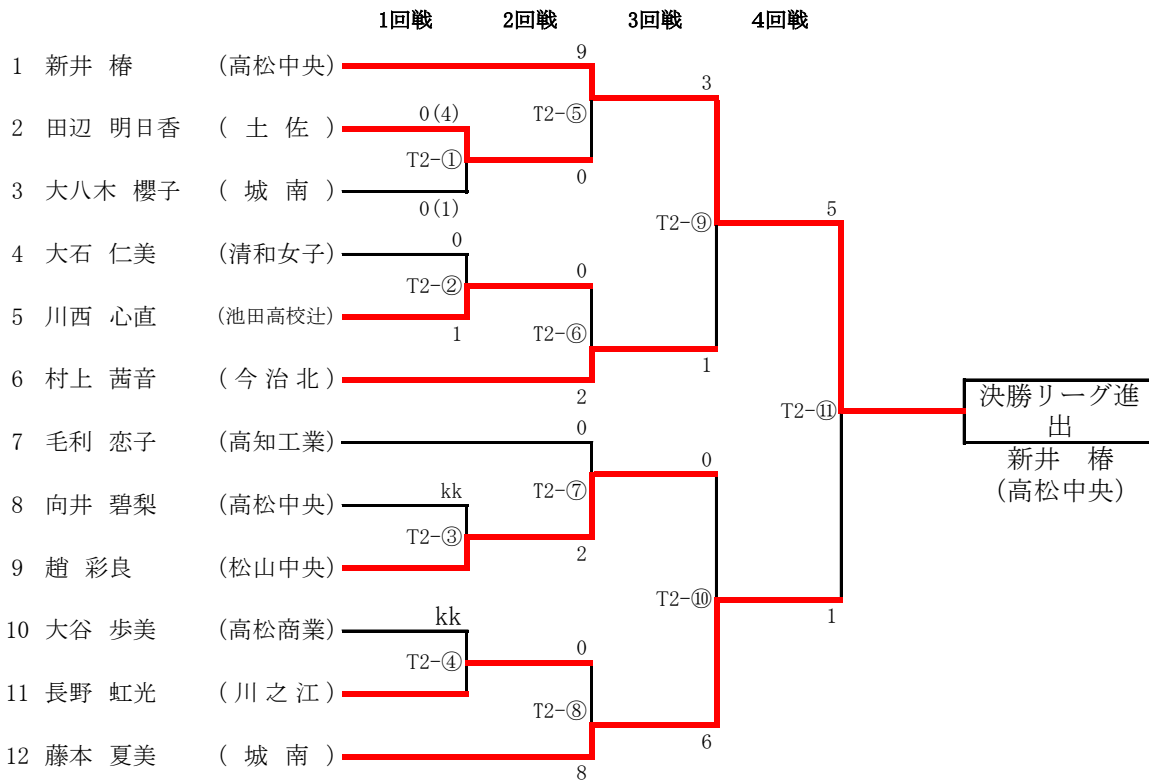 1回戦 2回戦 3回戦 4回戦
9
1 新井 椿 (高松中央)
3
0(4) T2-⑤
2 田辺 明日香 ( 土 佐 )
T2-①
0
3 大八木 櫻子 ( 城 南 )
0(1) T2-⑨ 5
0
4 大石 仁美 (清和女子)
0
T2-②
5 川西 心直 (池田高校辻)
1 T2-⑥
1
6 村上 茜音 ( 今 治 北 )
2 T2-⑪ 決勝リーグ進
出
0
7 毛利 恋子 (高知工業)
0 新井 椿
(高松中央)
kk T2-⑦
8 向井 碧梨 (高松中央)
T2-③
2
9 趙 彩良 (松山中央)
T2-⑩
kk 1
10 大谷 歩美 (高松商業)
0
T2-④
11 長野 虹光 ( 川 之 江 )
T2-⑧
6
12 藤本 夏美 ( 城 南 )
8